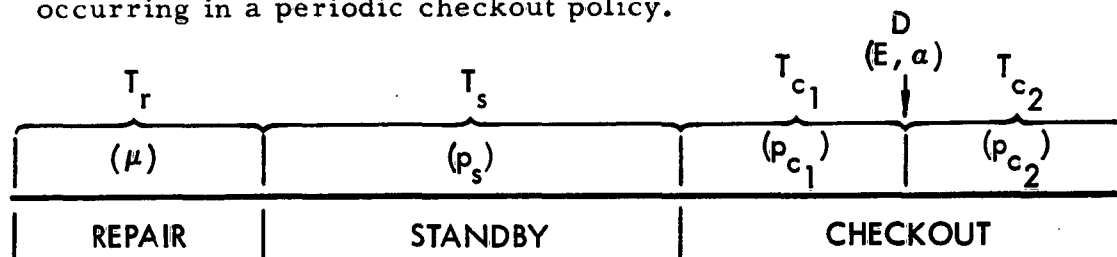 occurring in a periodic checkout policy.
D
(E, α)
T_r T_s T_c₁ T_c₂
(μ) (p_s) (p_c₁) (p_c₂)
REPAIR STANDBY CHECKOUT